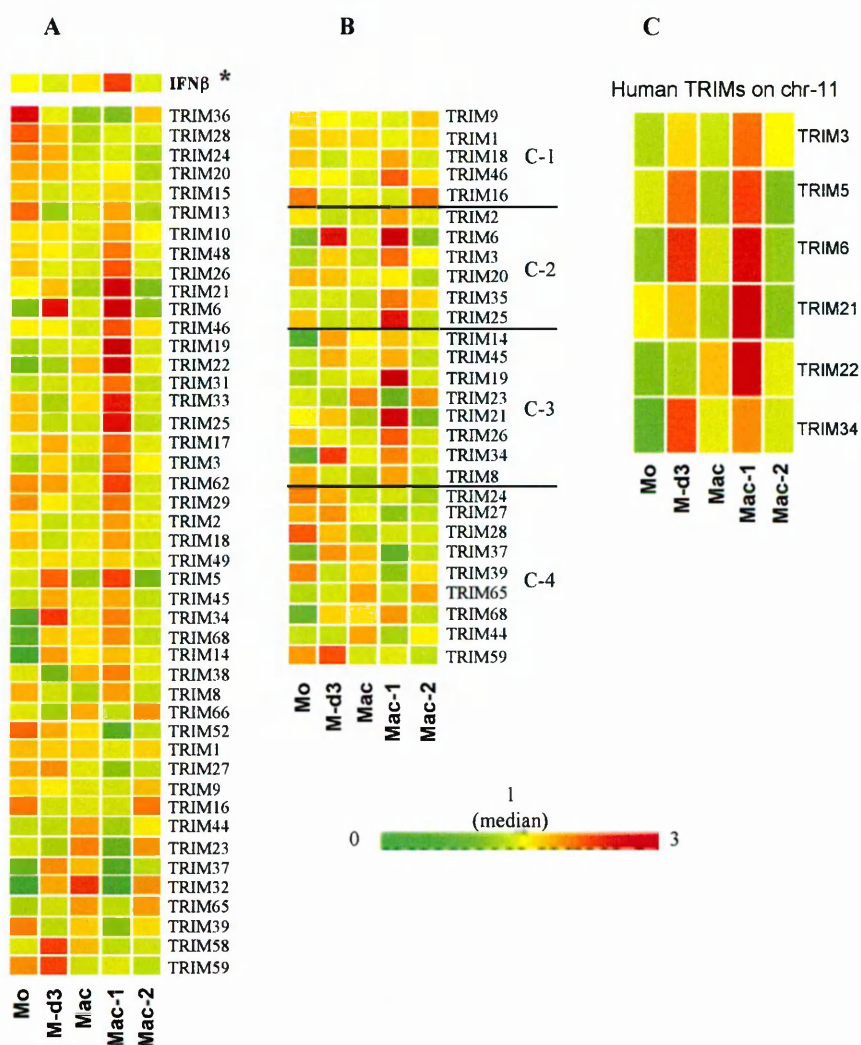 A
IFNβ *
TRIM36
TRIM28
TRIM24
TRIM20
TRIM15
TRIM13
TRIM10
TRIM48
TRIM26
TRIM21
TRIM6
TRIM46
TRIM19
TRIM22
TRIM31
TRIM33
TRIM25
TRIM17
TRIM3
TRIM62
TRIM29
TRIM2
TRIM18
TRIM49
TRIM5
TRIM45
TRIM34
TRIM68
TRIM14
TRIM38
TRIM8
TRIM66
TRIM52
TRIM1
TRIM27
TRIM9
TRIM16
TRIM44
TRIM23
TRIM37
TRIM32
TRIM65
TRIM39
TRIM58
TRIM59
Mo
M-d3
Mac
Mac-1
Mac-2
B
TRIM9
TRIM1
TRIM18
TRIM46
TRIM16
C-1
TRIM2
TRIM6
TRIM3
TRIM20
TRIM35
TRIM25
C-2
TRIM14
TRIM45
TRIM19
TRIM23
TRIM21
TRIM26
TRIM34
TRIM8
C-3
TRIM24
TRIM27
TRIM28
TRIM37
TRIM39
TRIM65
TRIM68
TRIM44
TRIM59
C-4
Mo
M-d3
Mac
Mac-1
Mac-2
C
Human TRIMs on chr-11
TRIM3
TRIM5
TRIM6
TRIM21
TRIM22
TRIM34
Mo
M-d3
Mac
Mac-1
Mac-2
1
(median)
0
3